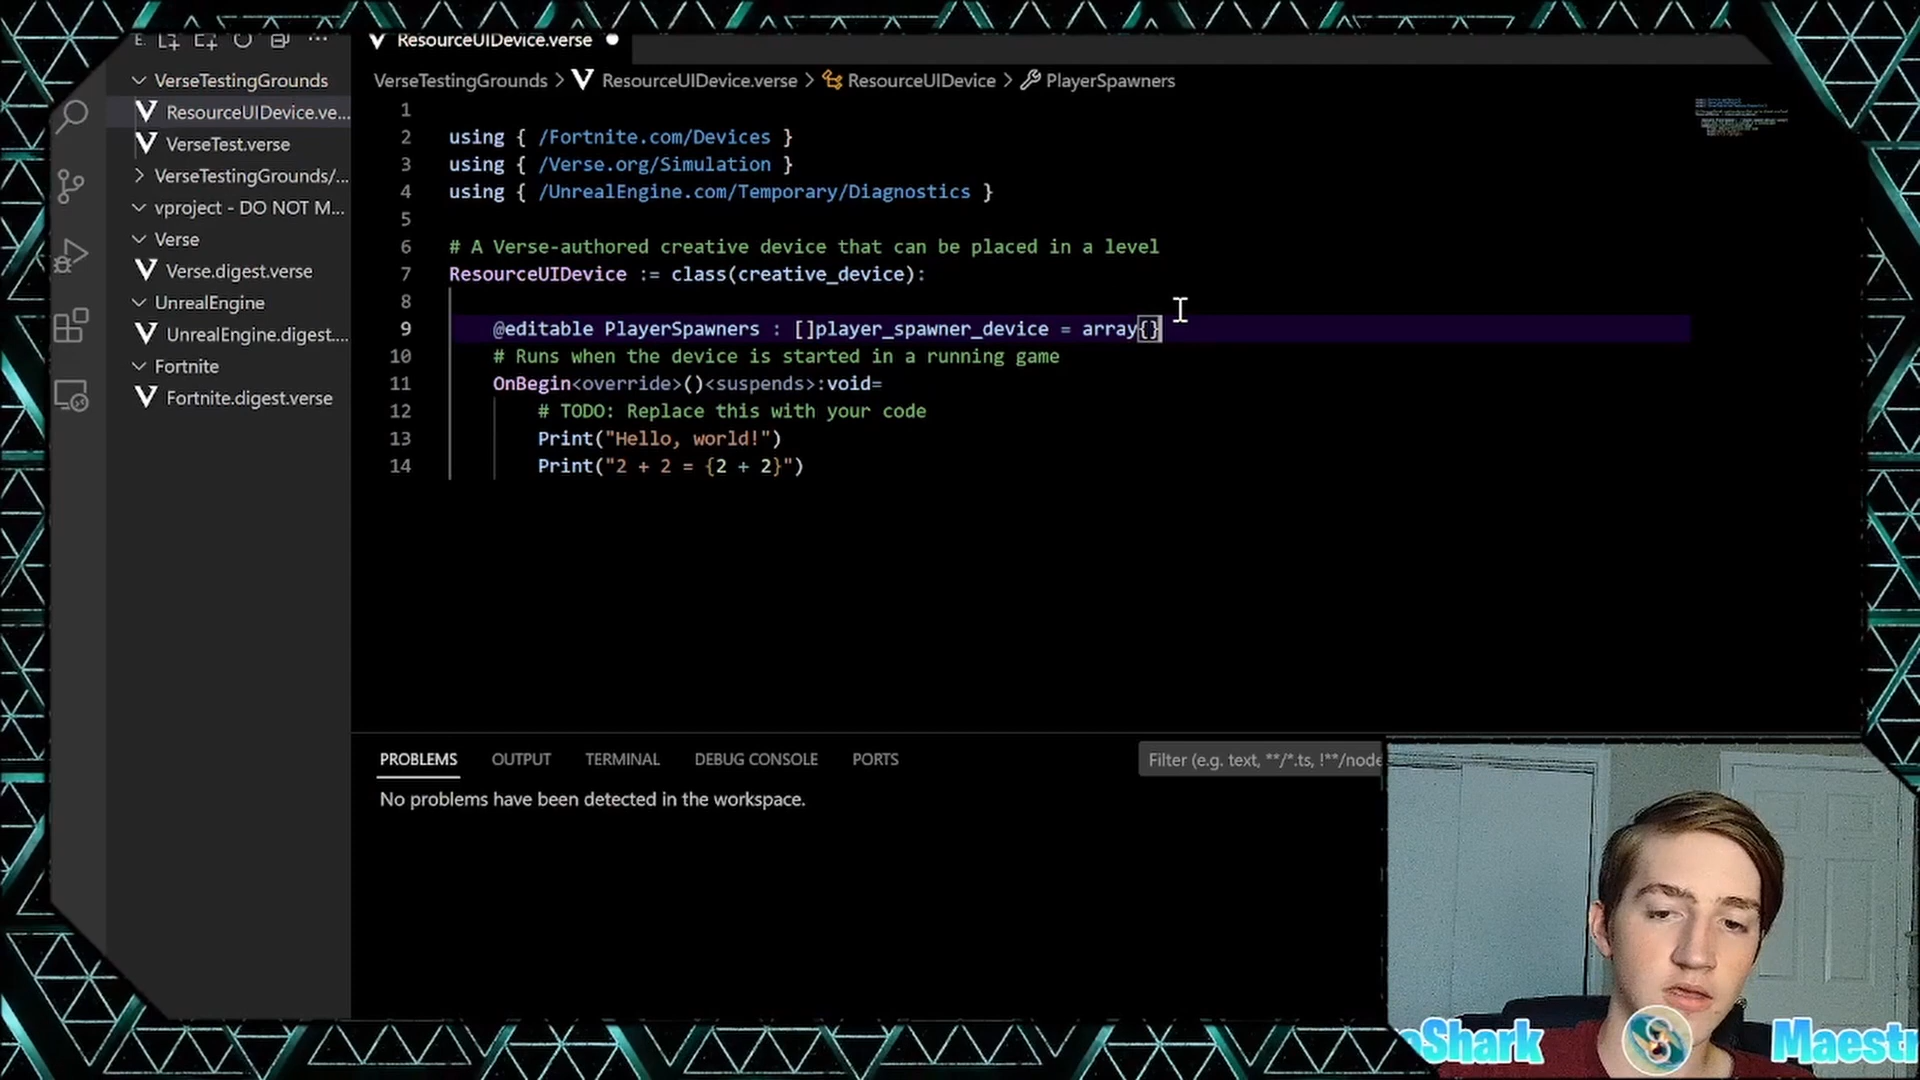 E.
VerseTestingGrounds
ResourceUIDevice.ve...
VerseTest.verse
VerseTestingGrounds/...
vproject - DO NOT M...
Verse
Verse.digest.verse
UnrealEngine
UnrealEngine.digest....
Fortnite
Fortnite.digest.verse
ResourceUIDevice.verse
VerseTestingGrounds > ResourceUIDevice.verse > ResourceUIDevice > PlayerSpawners
1
2 using { /Fortnite.com/Devices }
3 using { /Verse.org/Simulation }
4 using { /UnrealEngine.com/Temporary/Diagnostics }
5
6 # A Verse-authored creative device that can be placed in a level
7 ResourceUIDevice := class(creative_device):
8
9 @editable PlayerSpawners : []player_spawner_device = array{}
10 # Runs when the device is started in a running game
11 OnBegin<override>()<suspends>:void=
12 # TODO: Replace this with your code
13 Print("Hello, world!")
14 Print("2 + 2 = {2 + 2}")
PROBLEMS OUTPUT TERMINAL DEBUG CONSOLE PORTS
Filter (e.g. text, **/*.ts, !**/node
No problems have been detected in the workspace.
oShark
Maestr